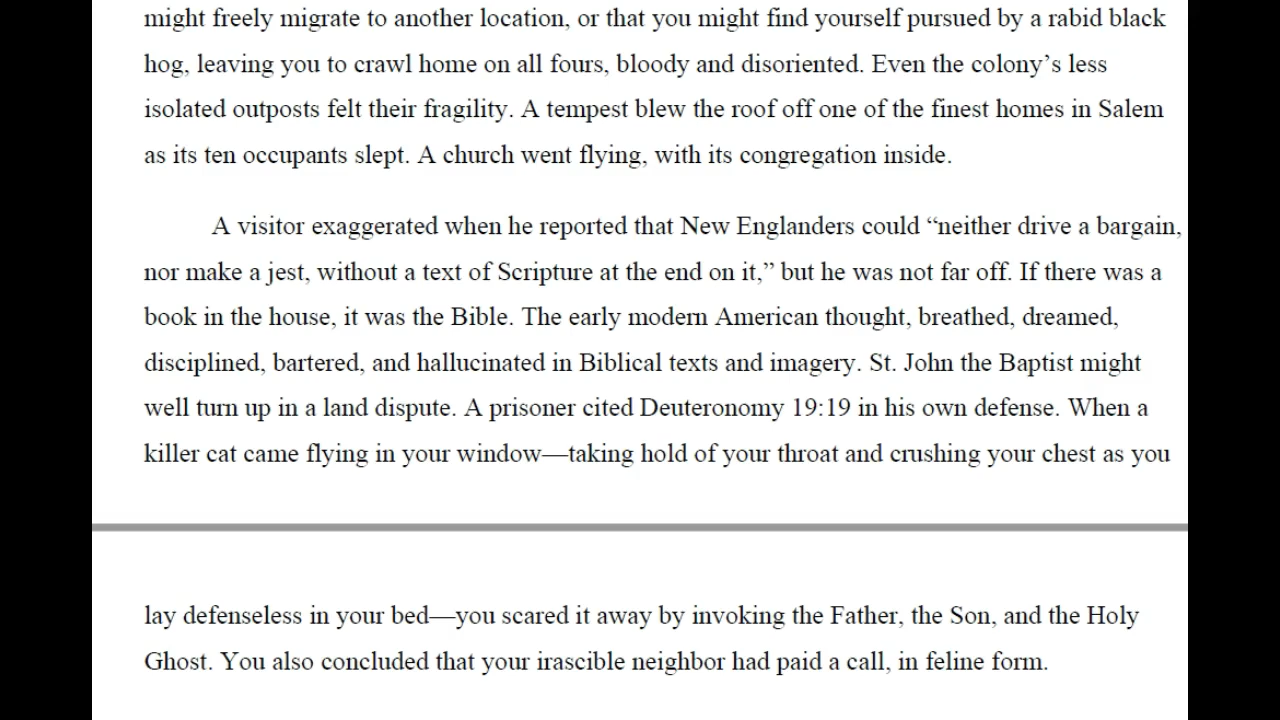 might freely migrate to another location, or that you might find yourself pursued by a rabid black
hog, leaving you to crawl home on all fours, bloody and disoriented. Even the colony’s less
isolated outposts felt their fragility. A tempest blew the roof off one of the finest homes in Salem
as its ten occupants slept. A church went flying, with its congregation inside.
A visitor exaggerated when he reported that New Englanders could “neither drive a bargain,
nor make a jest, without a text of Scripture at the end on it,” but he was not far off. If there was a
book in the house, it was the Bible. The early modern American thought, breathed, dreamed,
disciplined, bartered, and hallucinated in Biblical texts and imagery. St. John the Baptist might
well turn up in a land dispute. A prisoner cited Deuteronomy 19:19 in his own defense. When a
killer cat came flying in your window—taking hold of your throat and crushing your chest as you
lay defenseless in your bed—you scared it away by invoking the Father, the Son, and the Holy
Ghost. You also concluded that your irascible neighbor had paid a call, in feline form.